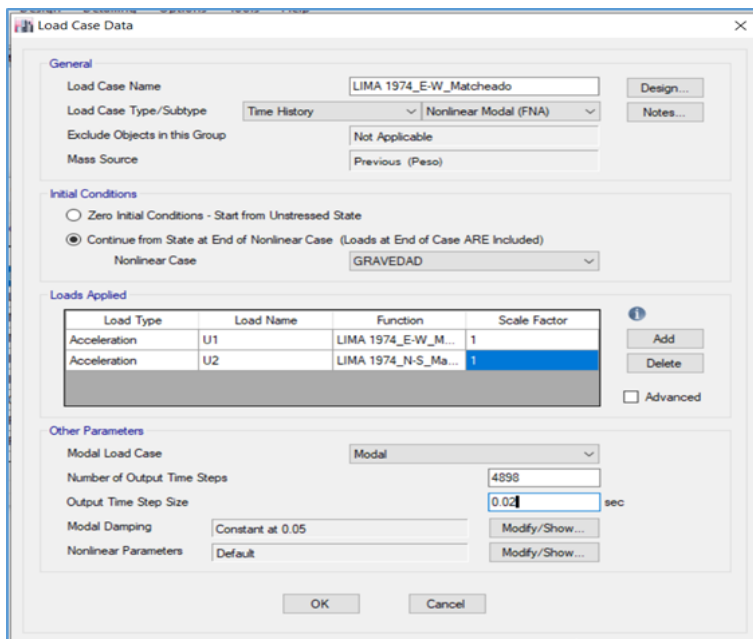 Load Case Data
General
Load Case Name LIMA 1974_E-W_Matcheado Design...
Load Case Type/Subtype Time History Nonlinear Modal (FNA) Notes...
Exclude Objects in this Group Not Applicable
Mass Source Previous (Peso)
Initial Conditions
Zero Initial Conditions - Start from Unstressed State
Continue from State at End of Nonlinear Case (Loads at End of Case ARE Included)
Nonlinear Case GRAVEDAD
Loads Applied
Load Type Load Name Function Scale Factor
Acceleration U1 LIMA 1974_E-W_M... 1 Add
Acceleration U2 LIMA 1974_N-S_Ma... 1 Delete
Advanced
Other Parameters
Modal Load Case Modal
Number of Output Time Steps 4898
Output Time Step Size 0.02 sec
Modal Damping Constant at 0.05 Modify/Show...
Nonlinear Parameters Default Modify/Show...
OK Cancel